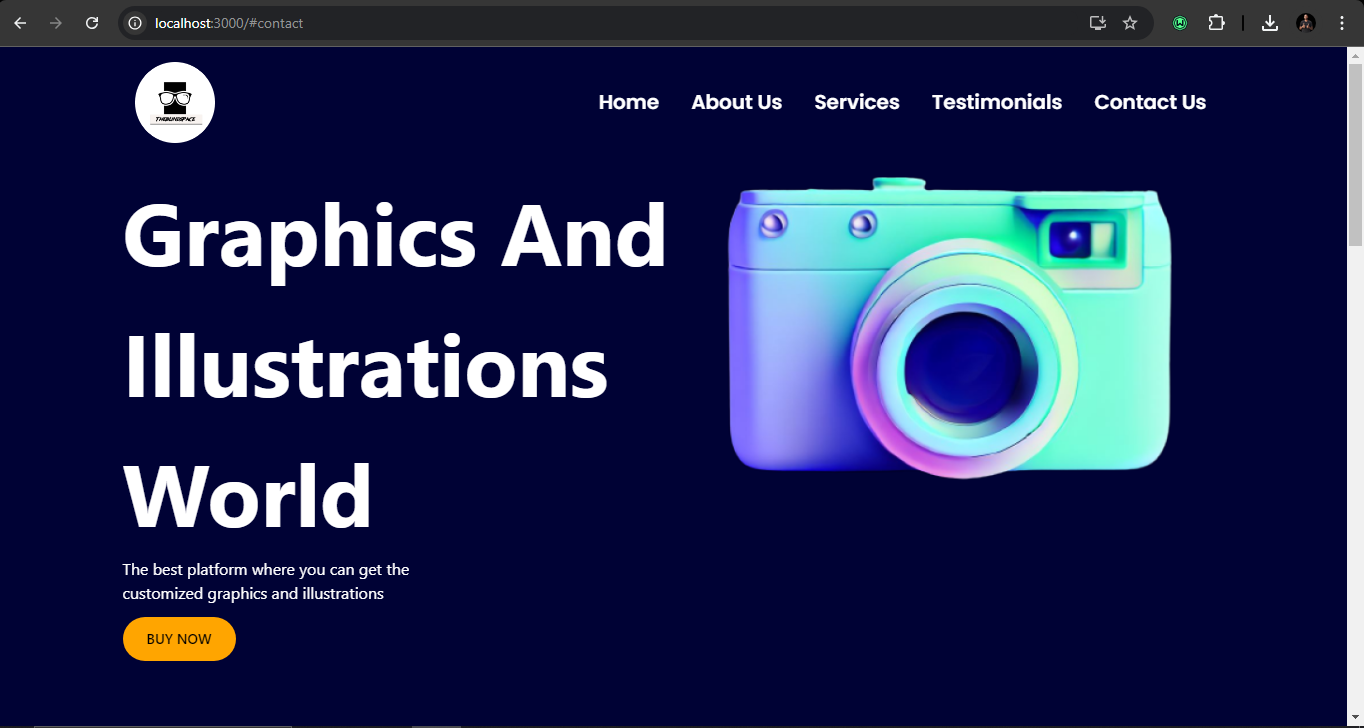 localhost:3000/#contact
THEBLINDSPACE
Home About Us Services Testimonials Contact Us
Graphics And
Illustrations
World
The best platform where you can get the
customized graphics and illustrations
BUY NOW